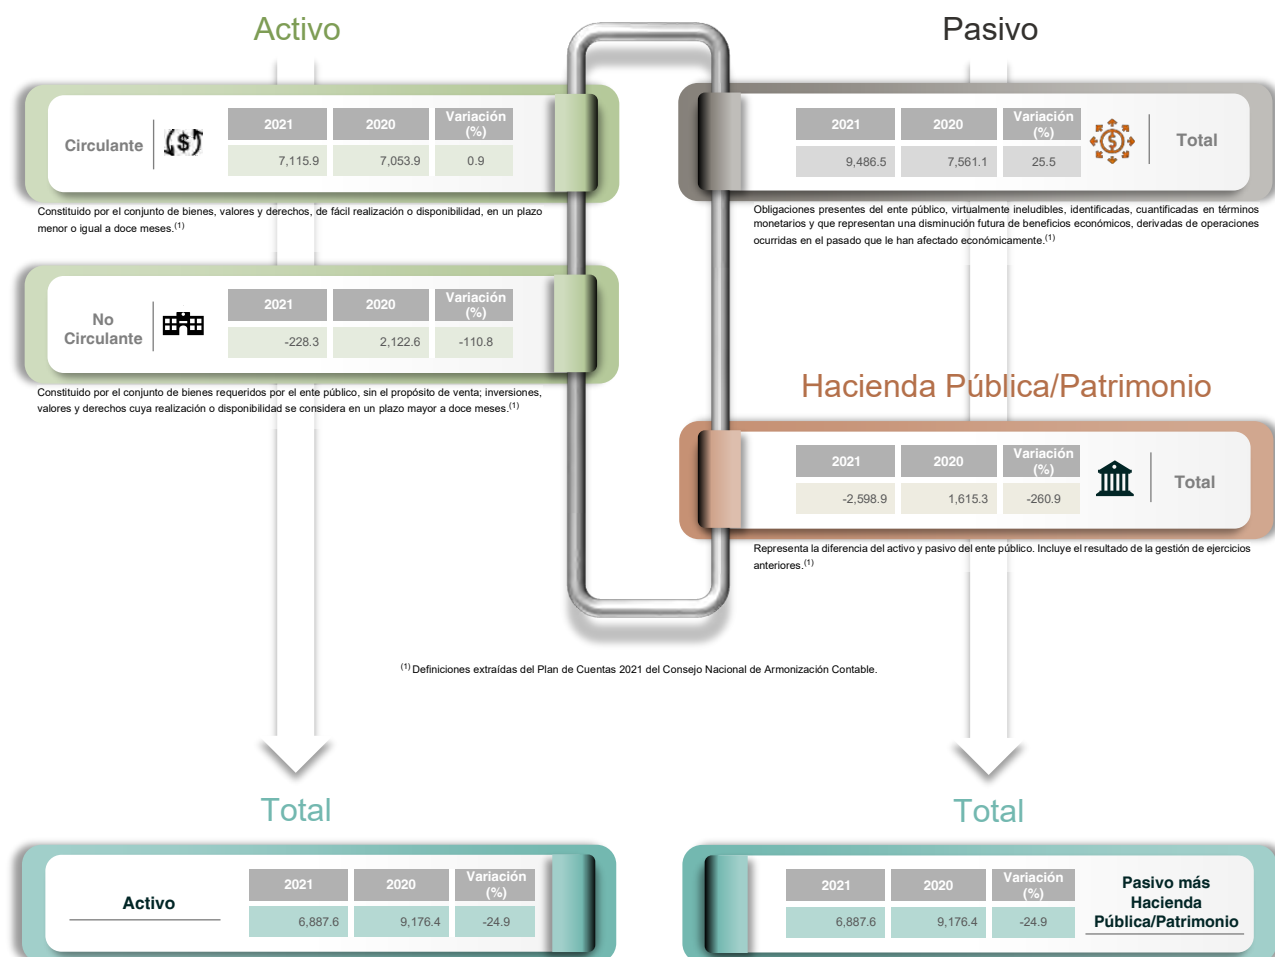 Activo
Circulante
2021 2020 Variación (%)
7,115.9 7,053.9 0.9
Constituido por el conjunto de bienes, valores y derechos, de fácil realización o disponibilidad, en un plazo
menor o igual a doce meses.(1)
No
Circulante
2021 2020 Variación (%)
-228.3 2,122.6 -110.8
Constituido por el conjunto de bienes requeridos por el ente público, sin el propósito de venta; inversiones,
valores y derechos cuya realización o disponibilidad se considera en un plazo mayor a doce meses.(1)
Pasivo
2021 2020 Variación (%)
9,486.5 7,561.1 25.5
Total
Obligaciones presentes del ente público, virtualmente ineludibles, identificadas, cuantificadas en términos
monetarios y que representan una disminución futura de beneficios económicos, derivadas de operaciones
ocurridas en el pasado que le han afectado económicamente.(1)
Hacienda Pública/Patrimonio
2021 2020 Variación (%)
-2,598.9 1,615.3 -260.9
Total
Representa la diferencia del activo y pasivo del ente público. Incluye el resultado de la gestión de ejercicios
anteriores.(1)
(1) Definiciones extraídas del Plan de Cuentas 2021 del Consejo Nacional de Armonización Contable.
Total
Activo
2021 2020 Variación (%)
6,887.6 9,176.4 -24.9
Total
2021 2020 Variación (%)
6,887.6 9,176.4 -24.9
Pasivo más
Hacienda
Pública/Patrimonio